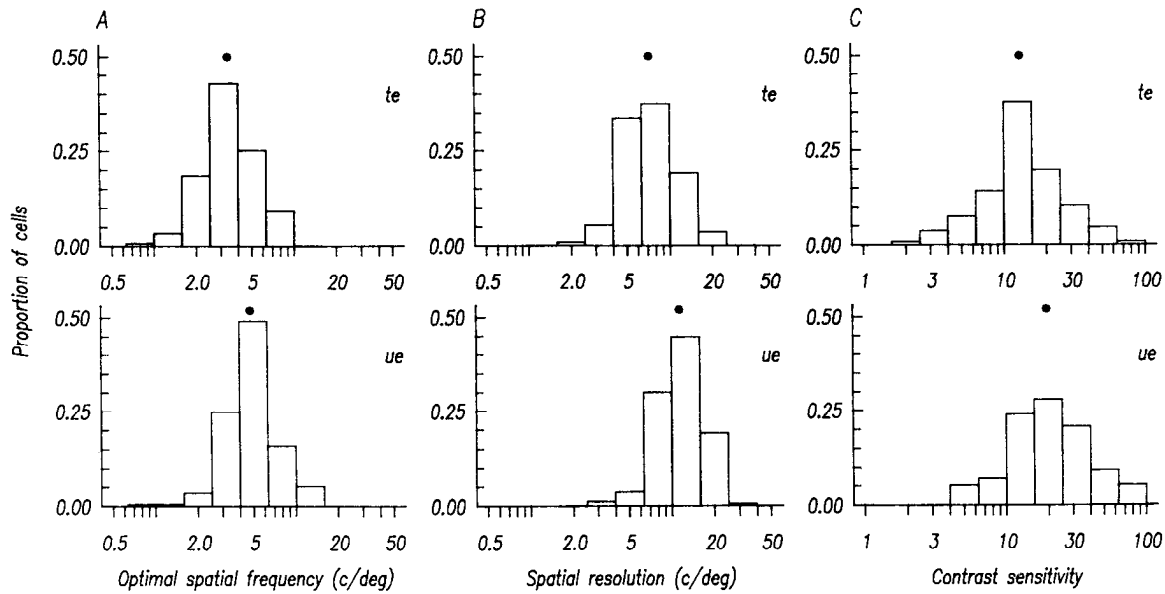 A
B
C
0.50
0.25
0.00
te
0.5 2.0 5 20 50
0.50
0.25
0.00
te
0.5 2.0 5 20 50
0.50
0.25
0.00
te
1 3 10 30 100
Proportion of cells
0.50
0.25
0.00
ue
0.5 2.0 5 20 50
Optimal spatial frequency (c/deg)
0.50
0.25
0.00
ue
0.5 2.0 5 20 50
Spatial resolution (c/deg)
0.50
0.25
0.00
ue
1 3 10 30 100
Contrast sensitivity